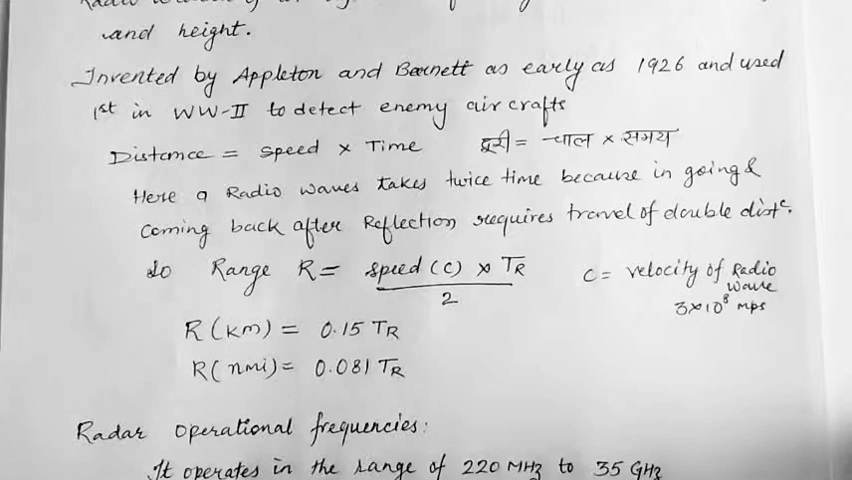 and height.
Invented by Appleton and Barnett as early as 1926 and used
1st in WW-II to detect enemy air crafts
Distance = Speed × Time दूरी = चाल × समय
Here a Radio waves takes twice time because in going &
coming back after Reflection requires travel of double distc.
So Range R = speed (c) × TR / 2 C = velocity of Radio
wave
3×10⁸ mps
R (km) = 0.15 TR
R (nmi) = 0.081 TR
Radar operational frequencies:
It operates in the range of 220 MHz to 35 GHz